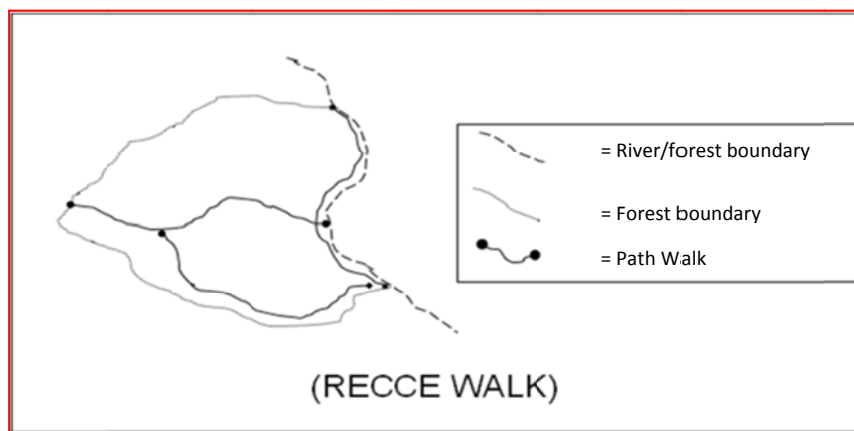 = River/forest boundary
= Forest boundary
= Path Walk
(RECCE WALK)